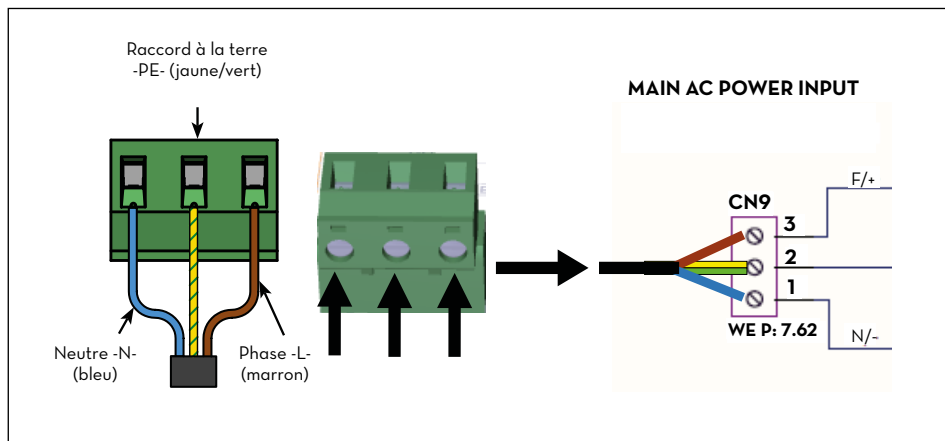 Raccord à la terre
-PE- (jaune/vert)
Neutre -N-
(bleu)
Phase -L-
(marron)
MAIN AC POWER INPUT
F/+
CN9
3
2
1
WE P: 7.62
N/-